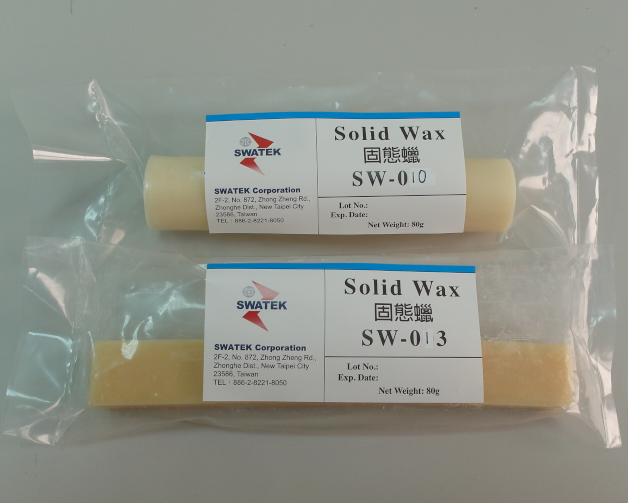 SWATEK
SWATEK Corporation
2F-2, No. 872, Zhong Zheng Rd.,
Zhonghe Dist., New Taipei City
23586, Taiwan
TEL : 886-2-8221-8050
Solid Wax
固態蠟
SW-010
Lot No.:
Exp. Date:
Net Weight: 80g
SWATEK
SWATEK Corporation
2F-2, No. 872, Zhong Zheng Rd.,
Zhonghe Dist., New Taipei City
23586, Taiwan
TEL : 886-2-8221-8050
Solid Wax
固態蠟
SW-013
Lot No.:
Exp. Date:
Net Weight: 80g